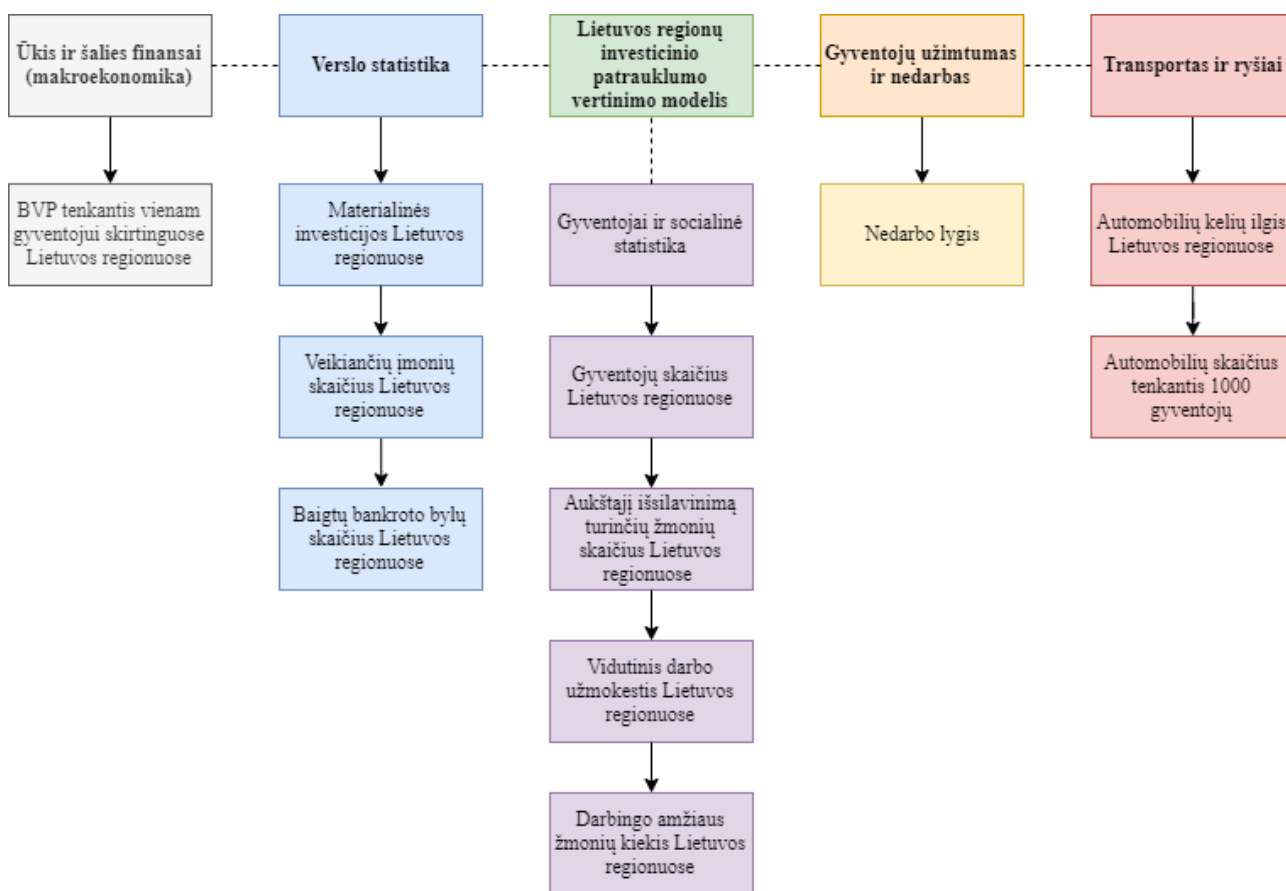 Ūkis ir šalies finansai
(makroekonomika)
Verslo statistika
Lietuvos regionų
investicinio
patrauklumo
vertinimo modelis
Gyventojų užimtumas
ir nedarbas
Transportas ir ryšiai
BVP tenkantis vienam
gyventojui skirtinguose
Lietuvos regionuose
Materialinės
investicijos Lietuvos
regionuose
Gyventojai ir socialinė
statistika
Nedarbo lygis
Automobilių kelių ilgis
Lietuvos regionuose
Veikiančių įmonių
skaičius Lietuvos
regionuose
Gyventojų skaičius
Lietuvos regionuose
Automobilių skaičius
tenkantis 1000
gyventojų
Baigtų bankroto bylų
skaičius Lietuvos
regionuose
Aukštąjį išsilavinimą
turinčių žmonių
skaičius Lietuvos
regionuose
Vidutinis darbo
užmokestis Lietuvos
regionuose
Darbingo amžiaus
žmonių kiekis Lietuvos
regionuose